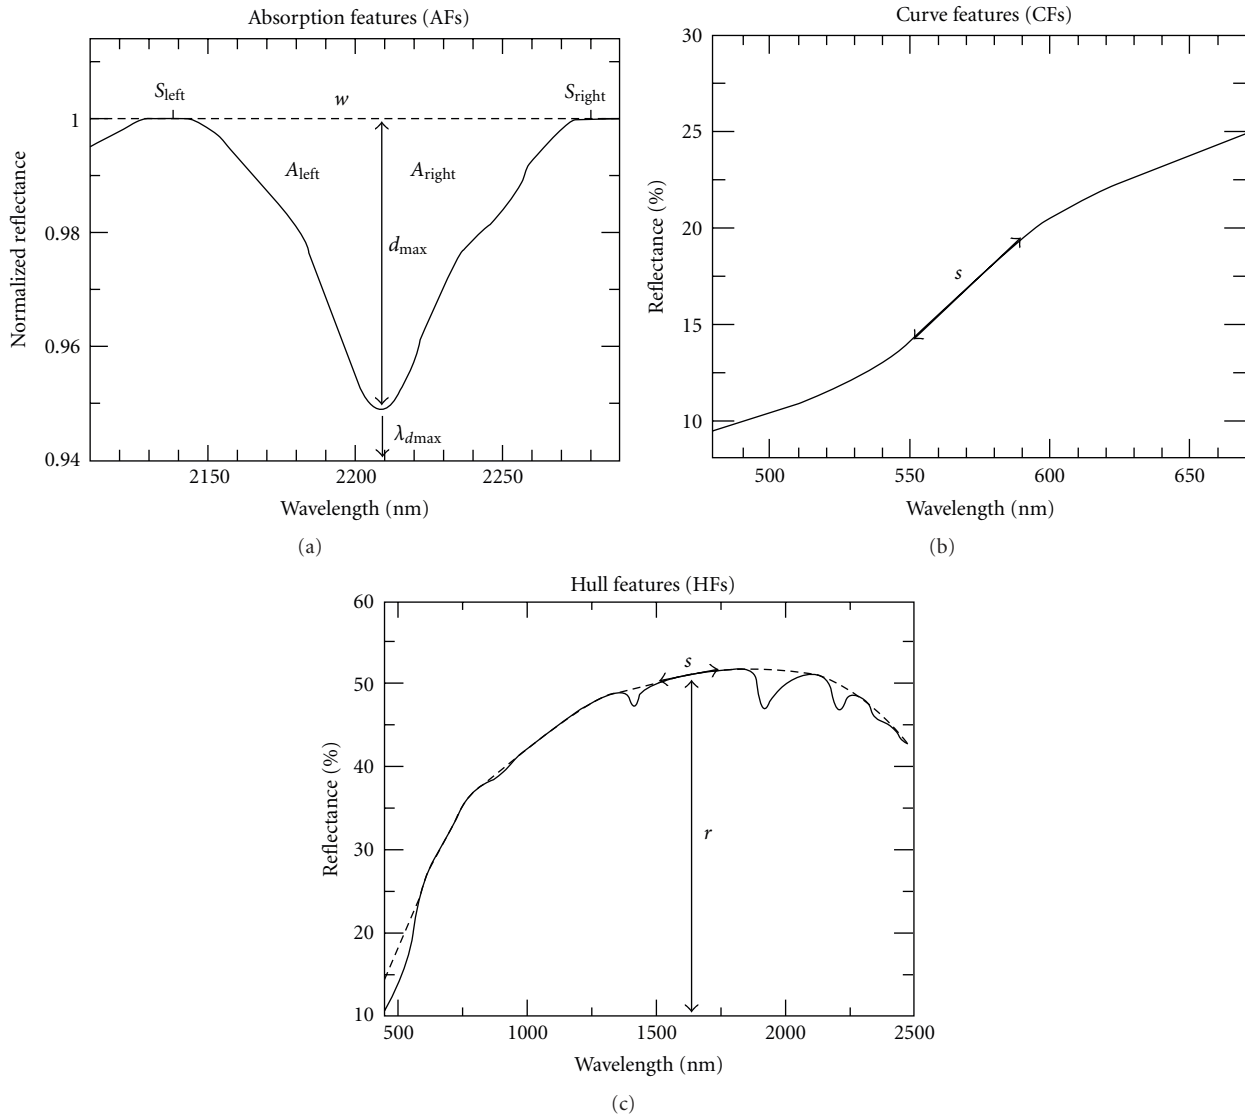 Absorption features (AFs)
S_left
w
S_right
1
A_left
A_right
d_max
0.98
0.96
0.94
λ_dmax
Normalized reflectance
2150
2200
2250
Wavelength (nm)
(a)
Curve features (CFs)
30
25
20
15
10
s
Reflectance (%)
500
550
600
650
Wavelength (nm)
(b)
Hull features (HFs)
60
50
40
30
20
10
s
r
Reflectance (%)
500
1000
1500
2000
2500
Wavelength (nm)
(c)